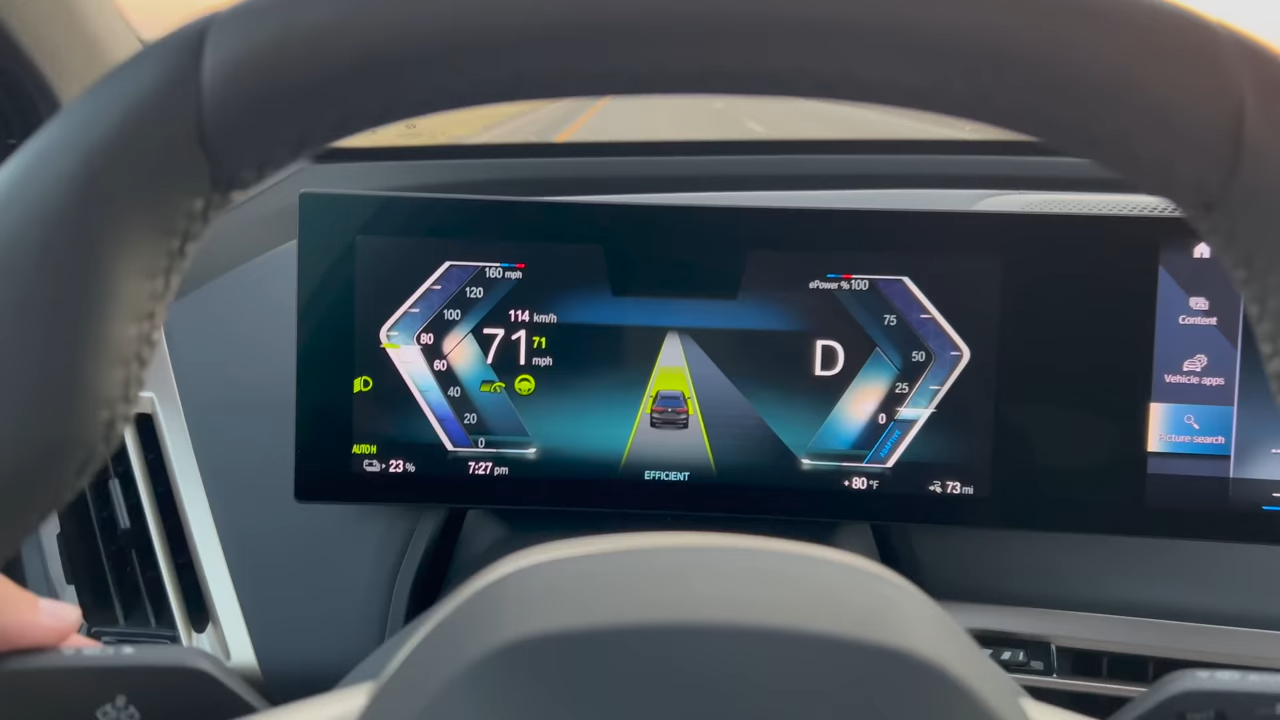 160 mph
120
100
80
60
40
20
0
114 km/h
71 71
mph
AUTO H
23 %
7:27 pm
EFFICIENT
ePower % 100
75
50
25
0
ADAPTIVE
D
+80 °F
73 mi
Content
Vehicle apps
Picture search